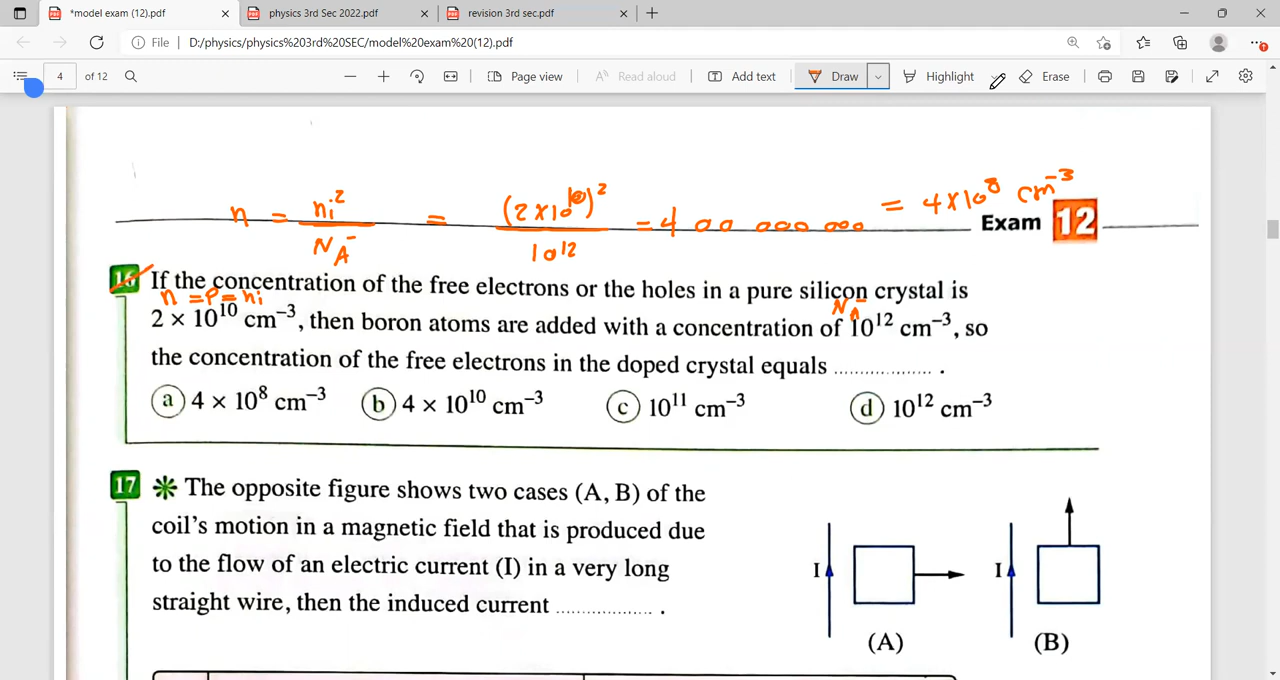 *model exam (12).pdf
physics 3rd Sec 2022.pdf
revision 3rd sec.pdf
File D:/physics/physics%203rd%20SEC/model%20exam%20(12).pdf
4 of 12
Page view
Read aloud
Add text
Draw
Highlight
Erase
n = ni² / N_A⁻ = (2×10¹⁰)² / 10¹² = 400 000 000 = 4×10⁸ cm⁻³
Exam 12
16 If the concentration of the free electrons or the holes in a pure silicon crystal is
n = P = ni
N_A⁻
2 × 10¹⁰ cm⁻³, then boron atoms are added with a concentration of 10¹² cm⁻³, so
the concentration of the free electrons in the doped crystal equals ................... .
a 4 × 10⁸ cm⁻³ b 4 × 10¹⁰ cm⁻³ c 10¹¹ cm⁻³ d 10¹² cm⁻³
17 ✳ The opposite figure shows two cases (A, B) of the
coil's motion in a magnetic field that is produced due
to the flow of an electric current (I) in a very long
straight wire, then the induced current ................... .
I
I
(A)
(B)